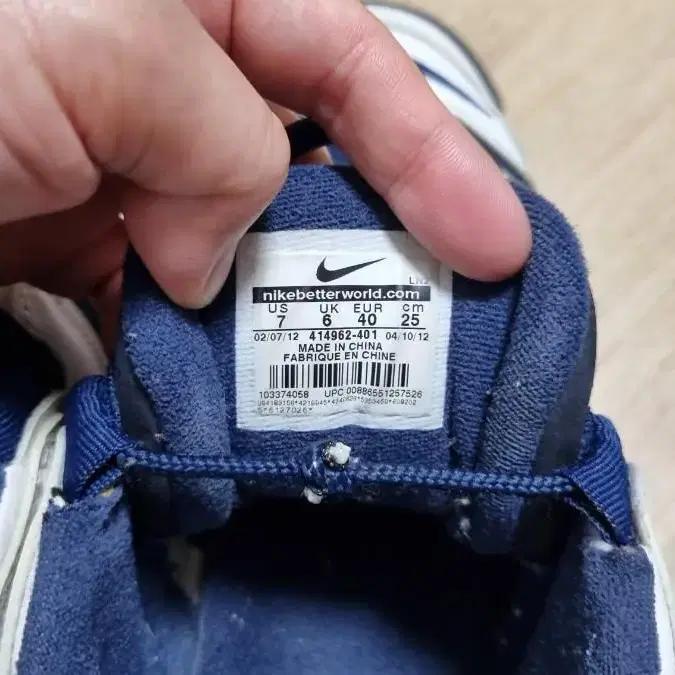 LN2
nikebetterworld.com
US UK EUR cm
7 6 40 25
02/07/12 414962-401 04/10/12
MADE IN CHINA
FABRIQUE EN CHINE
103374058 UPC 00886551257526